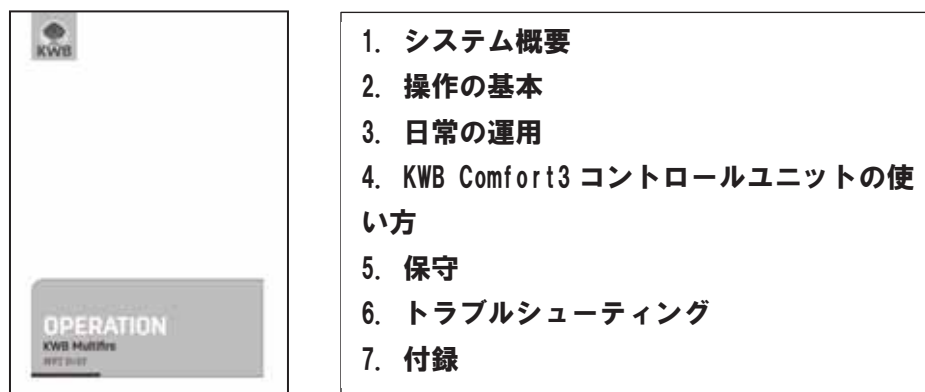 KWB
OPERATION
KWB Multifire
1. システム概要
2. 操作の基本
3. 日常の運用
4. KWB Comfort3 コントロールユニットの使
い方
5. 保守
6. トラブルシューティング
7. 付録